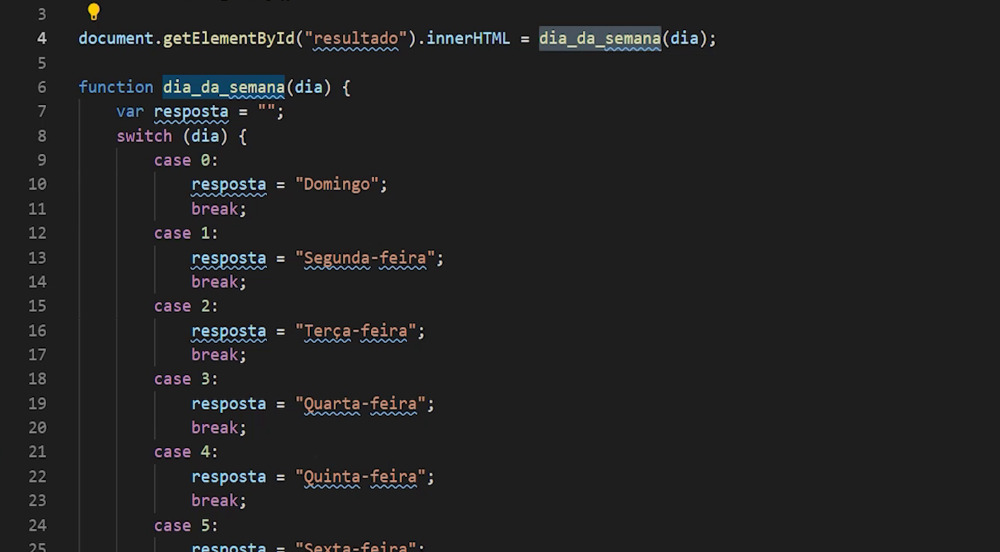 3
4 document.getElementById("resultado").innerHTML = dia_da_semana(dia);
5
6 function dia_da_semana(dia) {
7 var resposta = "";
8 switch (dia) {
9 case 0:
10 resposta = "Domingo";
11 break;
12 case 1:
13 resposta = "Segunda-feira";
14 break;
15 case 2:
16 resposta = "Terça-feira";
17 break;
18 case 3:
19 resposta = "Quarta-feira";
20 break;
21 case 4:
22 resposta = "Quinta-feira";
23 break;
24 case 5:
25 resposta = "Sexta-feira";